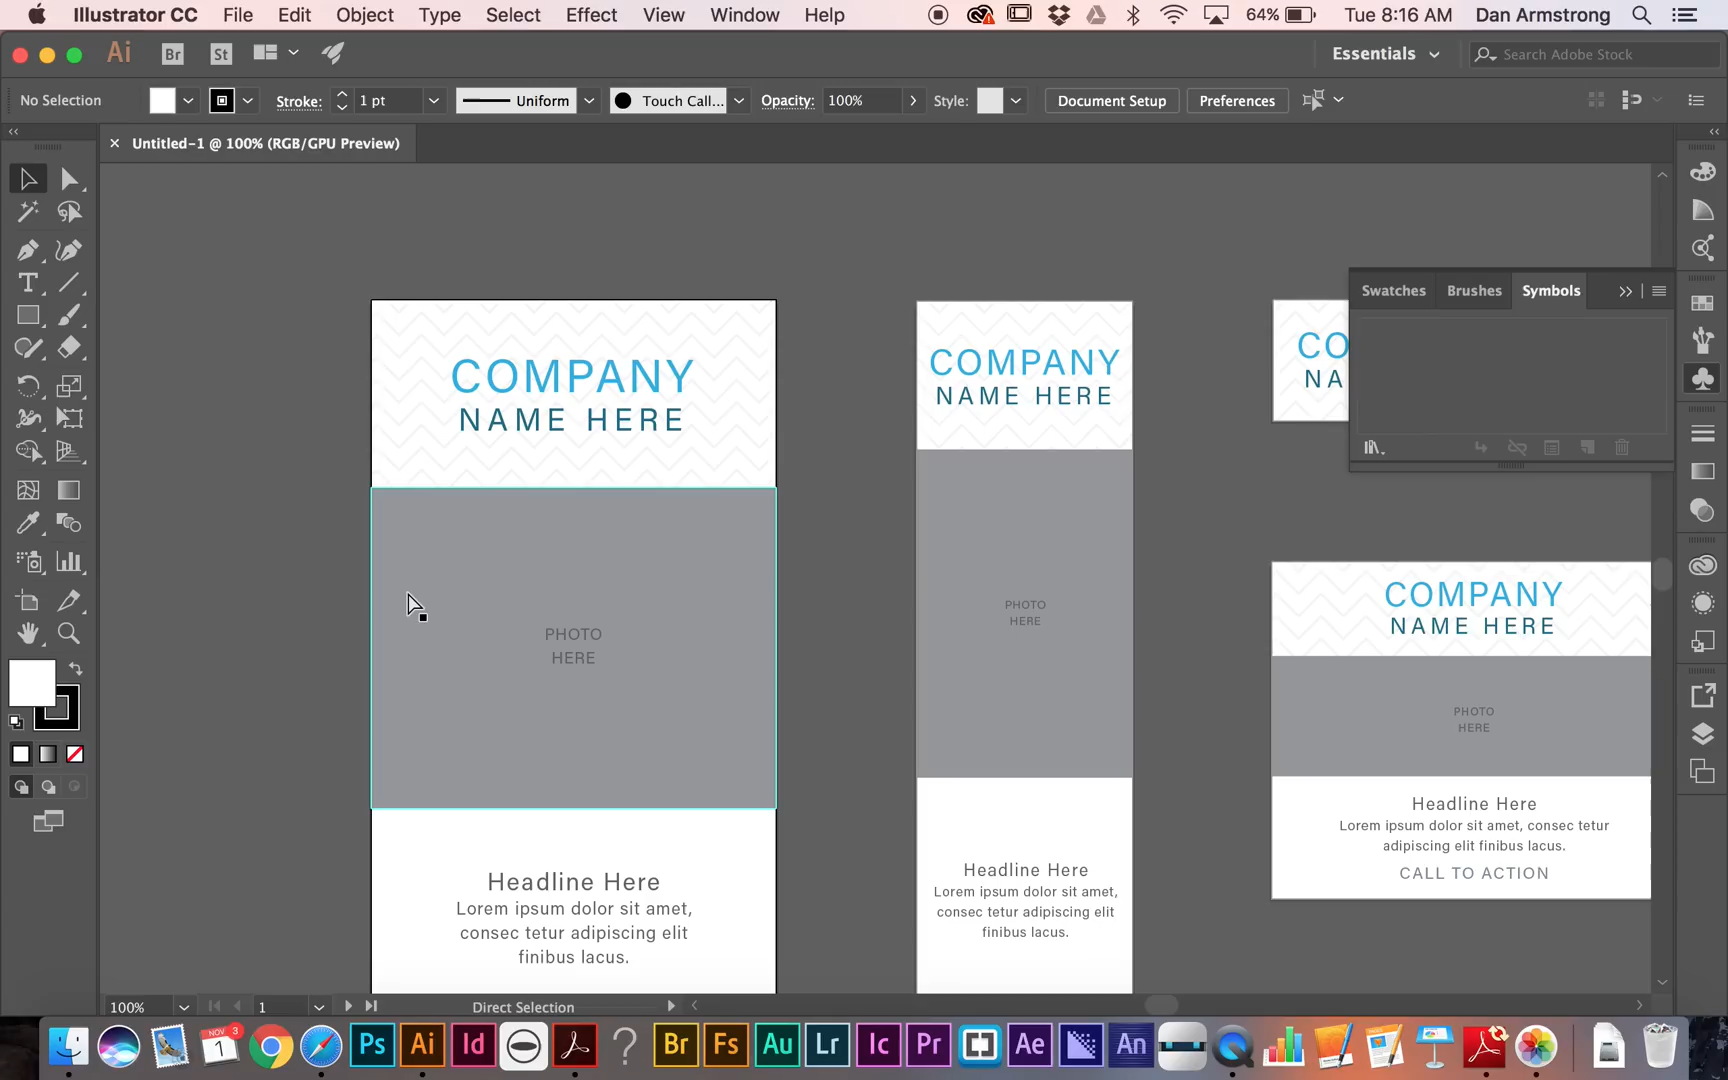 Illustrator CC File Edit Object Type Select Effect View Window Help 64% Tue 8:16 AM Dan Armstrong
Ai Br St Essentials Search Adobe Stock
No Selection Stroke: 1 pt Uniform Touch Call... Opacity: 100% Style: Document Setup Preferences
Untitled-1 @ 100% (RGB/GPU Preview)
Swatches Brushes Symbols
COMPANY
NAME HERE
PHOTO
HERE
Headline Here
Lorem ipsum dolor sit amet,
consec tetur adipiscing elit
finibus lacus.
COMPANY
NAME HERE
PHOTO
HERE
Headline Here
Lorem ipsum dolor sit amet,
consec tetur adipiscing elit
finibus lacus.
CO
NA
COMPANY
NAME HERE
PHOTO
HERE
Headline Here
Lorem ipsum dolor sit amet, consec tetur
adipiscing elit finibus lacus.
CALL TO ACTION
100% 1 Direct Selection
NOV 3 1 Ps Ai Id ? Br Fs Au Lr Ic Pr Ae An